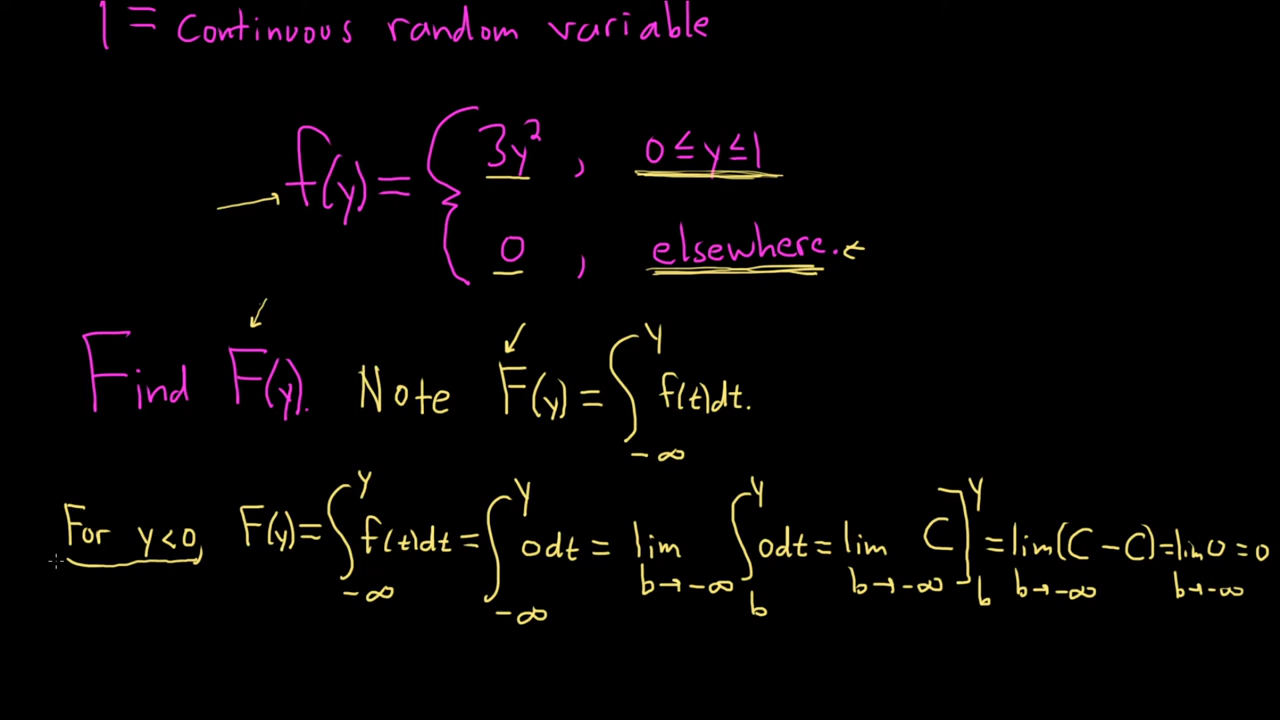 = continuous random variable
f(y) = { 3y², 0 ≤ y ≤ 1
0, elsewhere.
Find F(y). Note F(y) = ∫_{-∞}^{y} f(t)dt.
For y<0, F(y) = ∫_{-∞}^{y} f(t)dt = ∫_{-∞}^{y} 0dt = lim_{b→-∞} ∫_{b}^{y} 0dt = lim_{b→-∞} C]_{b}^{y} = lim_{b→-∞} (C - C) = lim_{b→-∞} 0 = 0